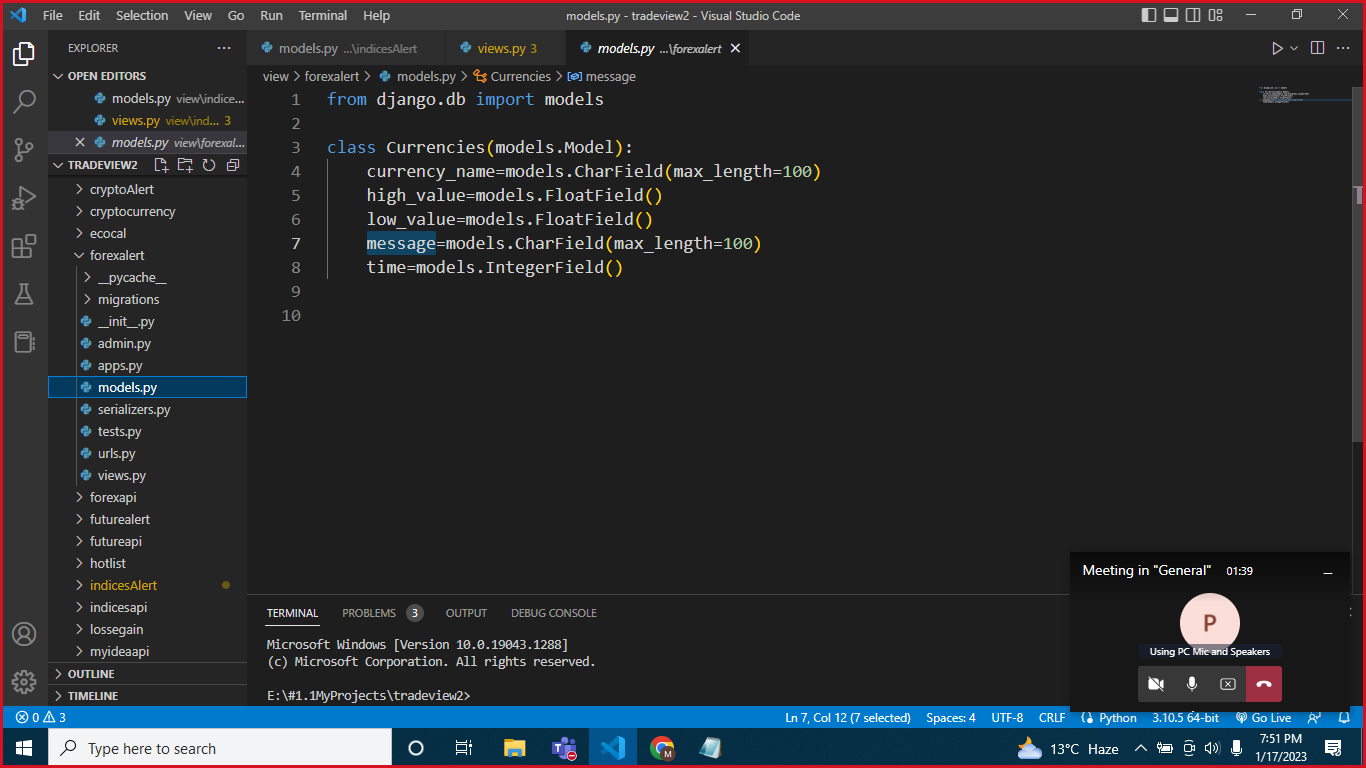 File Edit Selection View Go Run Terminal Help models.py - tradeview2 - Visual Studio Code
EXPLORER
OPEN EDITORS
models.py view\indice...
views.py view\ind... 3
models.py view\forexal...
TRADEVIEW2
cryptoAlert
cryptocurrency
ecocal
forexalert
__pycache__
migrations
__init__.py
admin.py
apps.py
models.py
serializers.py
tests.py
urls.py
views.py
forexapi
futurealert
futureapi
hotlist
indicesAlert
indicesapi
lossegain
myideaapi
OUTLINE
TIMELINE
models.py ...\indicesAlert views.py 3 models.py ...\forexalert
view > forexalert > models.py > Currencies > message
1 from django.db import models
2
3 class Currencies(models.Model):
4 currency_name=models.CharField(max_length=100)
5 high_value=models.FloatField()
6 low_value=models.FloatField()
7 message=models.CharField(max_length=100)
8 time=models.IntegerField()
9
10
TERMINAL PROBLEMS 3 OUTPUT DEBUG CONSOLE
Microsoft Windows [Version 10.0.19043.1288]
(c) Microsoft Corporation. All rights reserved.
E:\#1.1MyProjects\tradeview2>
Meeting in "General" 01:39
P
Using PC Mic and Speakers
0 3 Ln 7, Col 12 (7 selected) Spaces: 4 UTF-8 CRLF Python 3.10.5 64-bit Go Live
Type here to search
M
13°C Haze
7:51 PM
1/17/2023